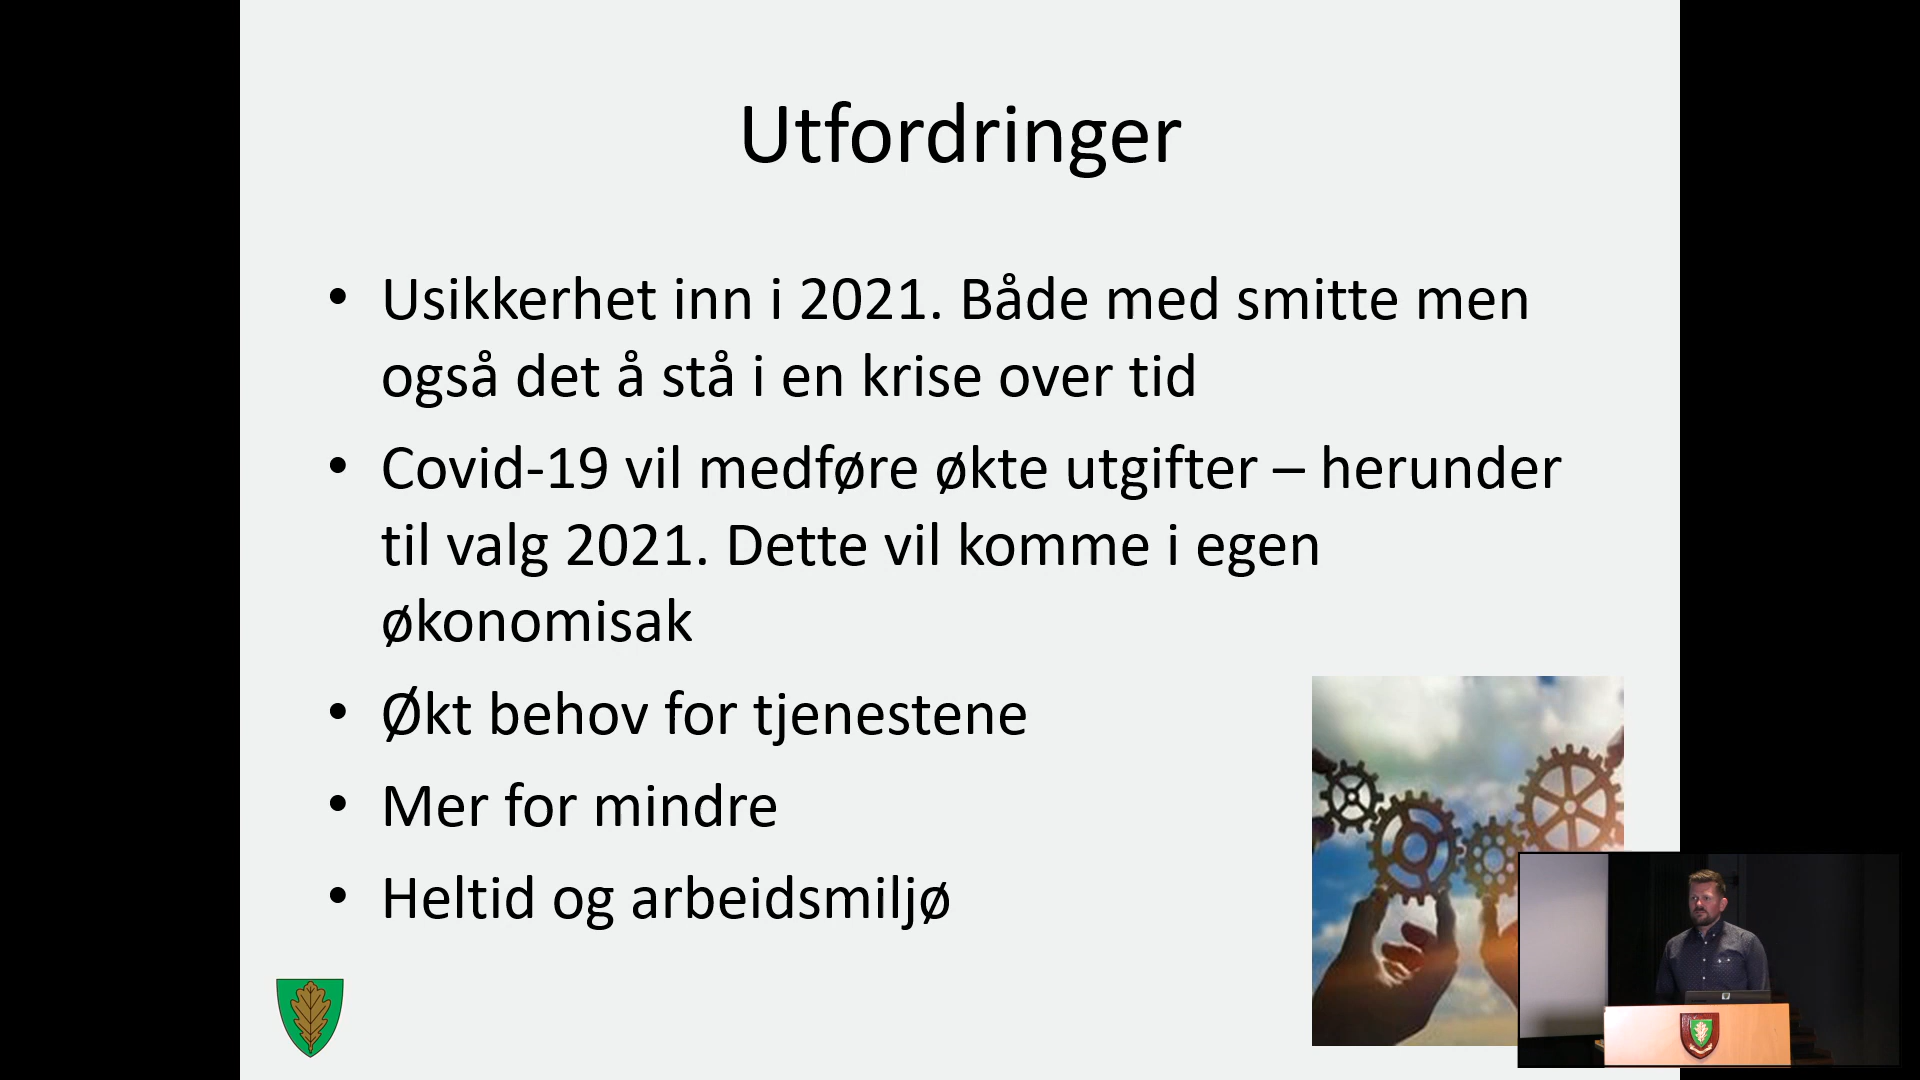 Utfordringer
• Usikkerhet inn i 2021. Både med smitte men
også det å stå i en krise over tid
• Covid-19 vil medføre økte utgifter – herunder
til valg 2021. Dette vil komme i egen
økonomisak
• Økt behov for tjenestene
• Mer for mindre
• Heltid og arbeidsmiljø